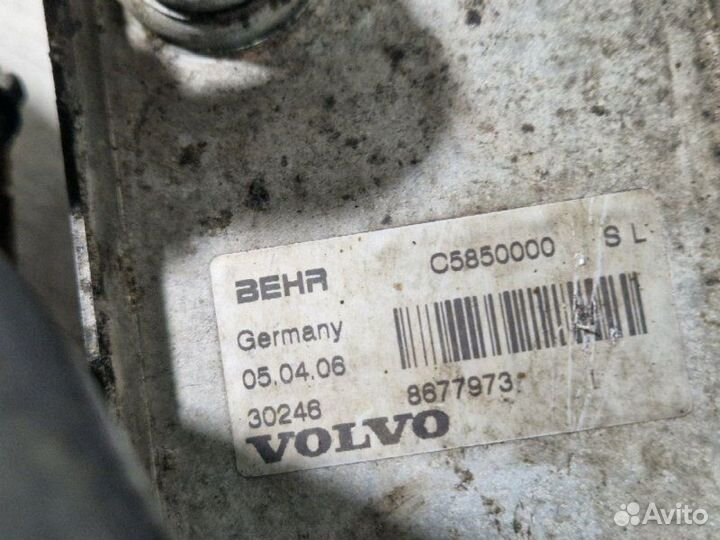 BEHR C5850000 S L
Germany
05.04.06
30246 8677973 L
VOLVO
Avito